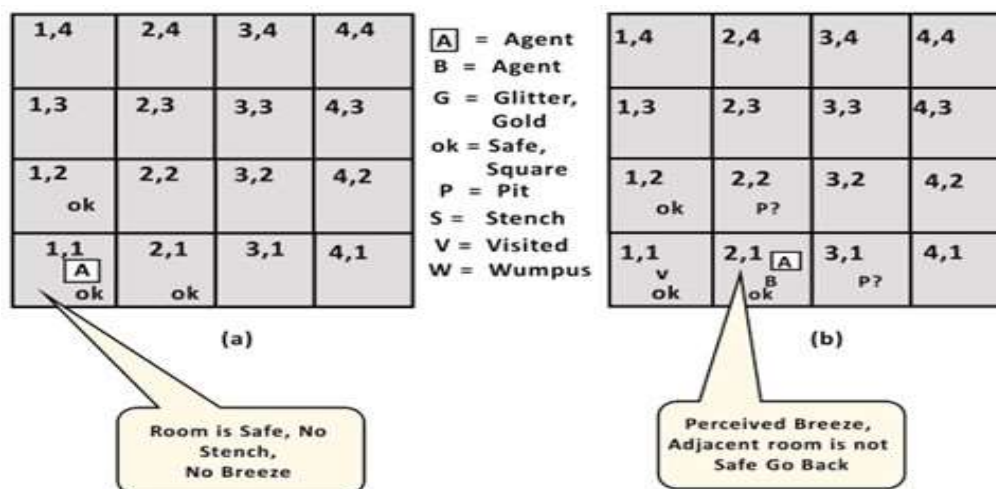 1,4 2,4 3,4 4,4
1,3 2,3 3,3 4,3
1,2 2,2 3,2 4,2
ok
1,1 2,1 3,1 4,1
A
ok ok
(a)
Room is Safe, No
Stench,
No Breeze
A = Agent
B = Agent
G = Glitter,
Gold
ok = Safe,
Square
P = Pit
S = Stench
V = Visited
W = Wumpus
1,4 2,4 3,4 4,4
1,3 2,3 3,3 4,3
1,2 2,2 3,2 4,2
ok P?
1,1 2,1 A 3,1 4,1
v B P?
ok ok
(b)
Perceived Breeze,
Adjacent room is not
Safe Go Back